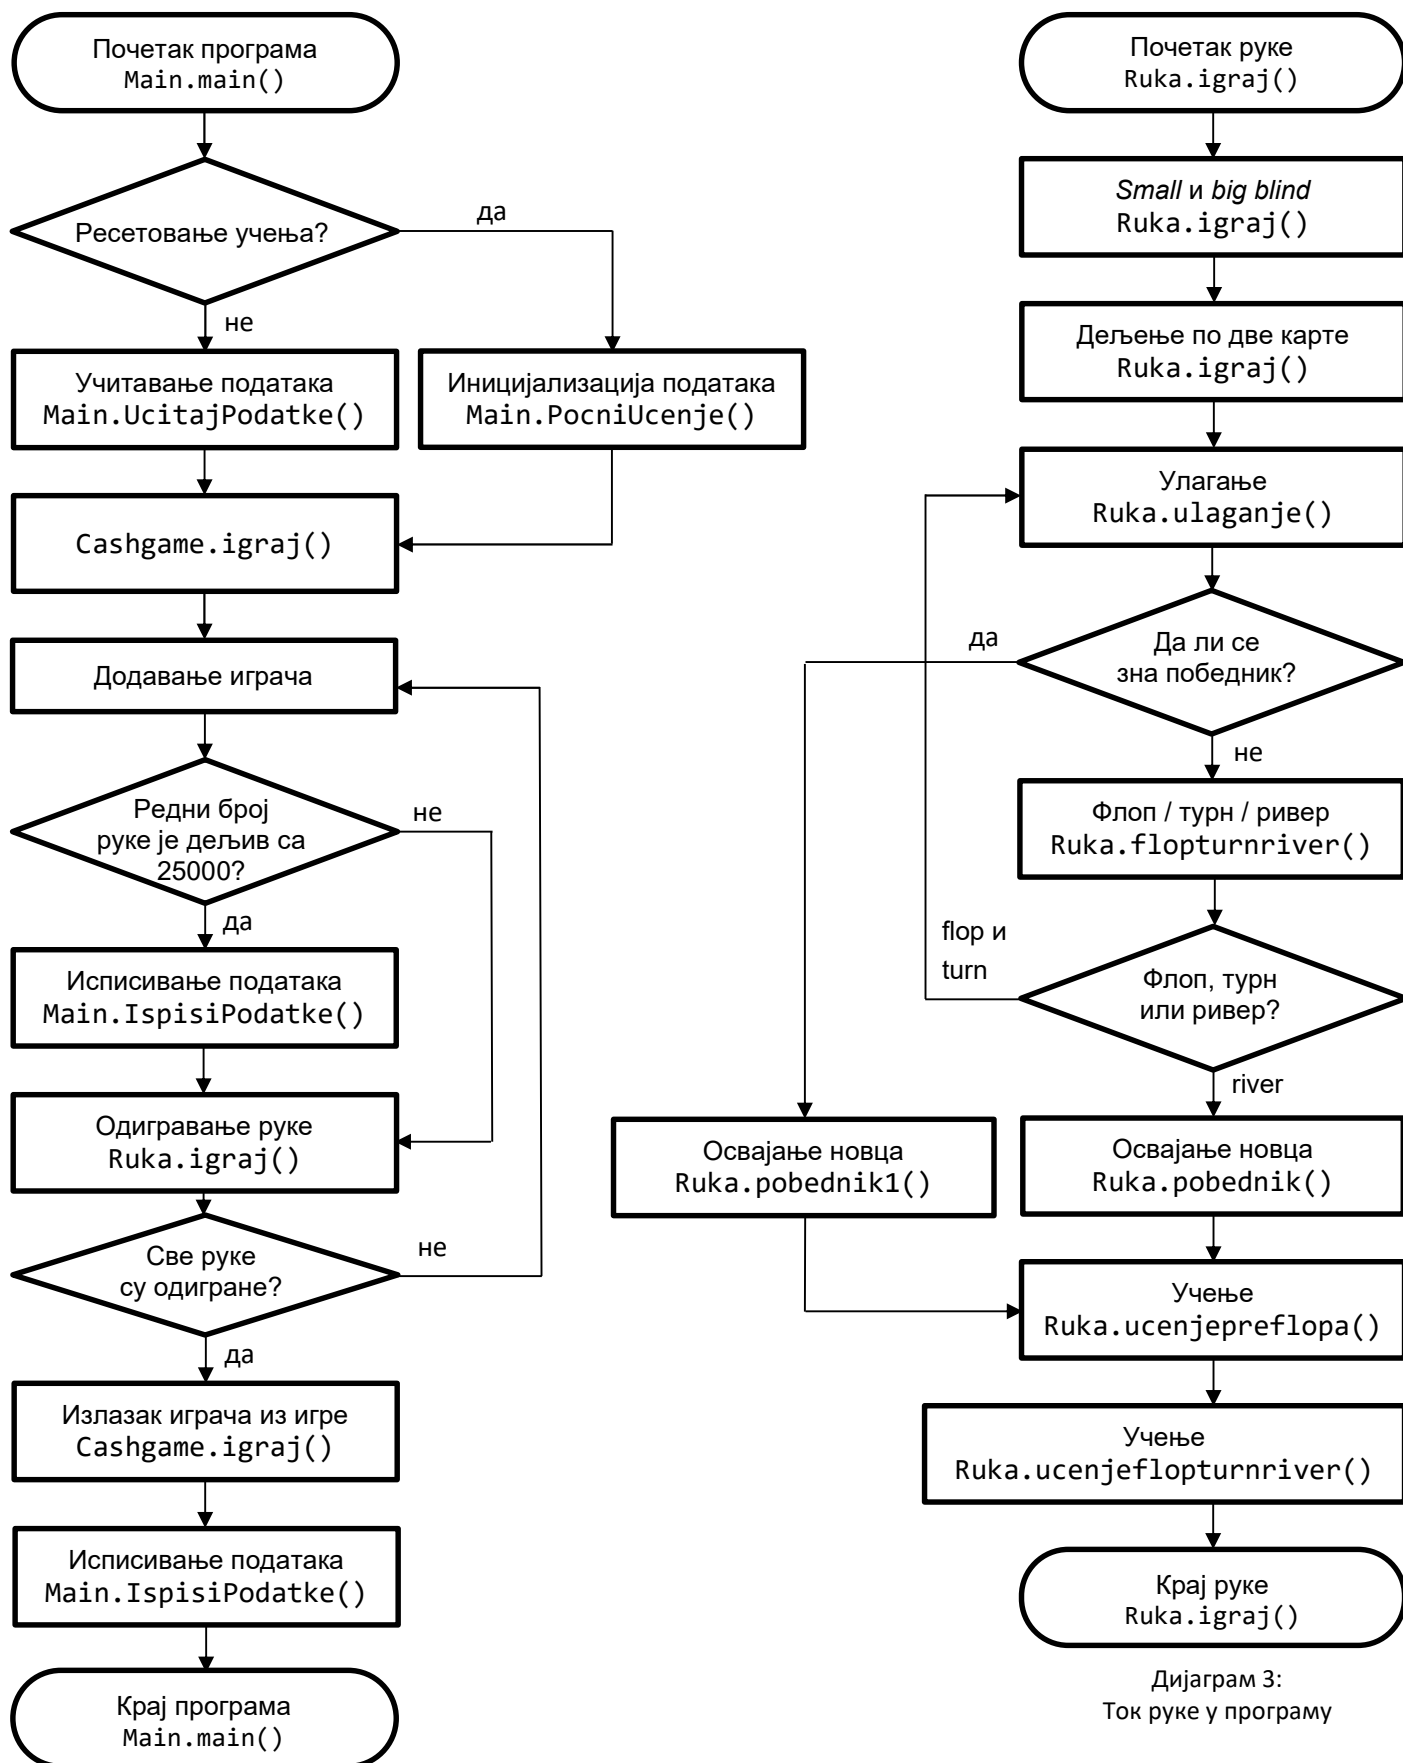 Почетак програма
Main.main()
Ресетовање учења?
да
не
Учитавање података
Main.UcitajPodatke()
Иницијализација података
Main.PocniUcenje()
Cashgame.igraj()
Додавање играча
Редни број
руке је дељив са
25000?
не
да
Исписивање података
Main.IspisiPodatke()
Одигравање руке
Ruka.igraj()
Све руке
су одигране?
не
да
Излазак играча из игре
Cashgame.igraj()
Исписивање података
Main.IspisiPodatke()
Крај програма
Main.main()
Почетак руке
Ruka.igraj()
Small и big blind
Ruka.igraj()
Дељење по две карте
Ruka.igraj()
Улагање
Ruka.ulaganje()
Да ли се
зна победник?
да
не
Флоп / турн / ривер
Ruka.flopturnriver()
flop и
turn
Флоп, турн
или ривер?
river
Освајање новца
Ruka.pobednik1()
Освајање новца
Ruka.pobednik()
Учење
Ruka.ucenjepreflopa()
Учење
Ruka.ucenjeflopturnriver()
Крај руке
Ruka.igraj()
Дијаграм 3:
Ток руке у програму